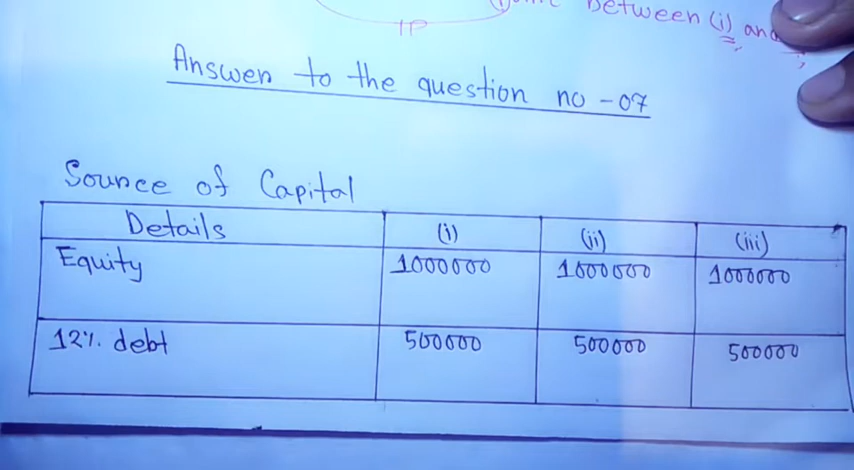 Between (i) and
IP
Answer to the question no - 07
Source of Capital
Details (i) (ii) (iii)
Equity 1000000 1000000 1000000
12% debt 500000 500000 500000